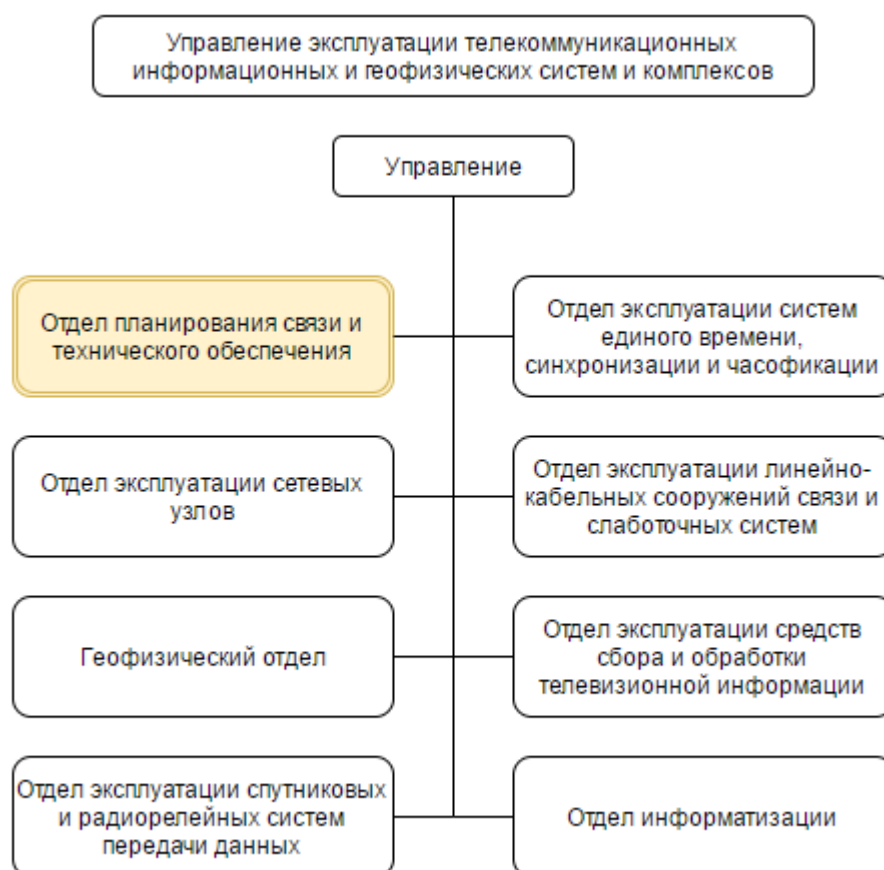 Управление эксплуатации телекоммуникационных
информационных и геофизических систем и комплексов
Управление
Отдел планирования связи и
технического обеспечения
Отдел эксплуатации систем
единого времени,
синхронизации и часофикации
Отдел эксплуатации сетевых
узлов
Отдел эксплуатации линейно-
кабельных сооружений связи и
слаботочных систем
Геофизический отдел
Отдел эксплуатации средств
сбора и обработки
телевизионной информации
Отдел эксплуатации спутниковых
и радиорелейных систем
передачи данных
Отдел информатизации